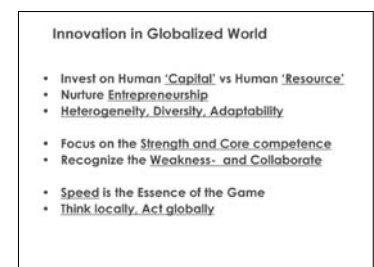 Innovation in Globalized World
• Invest on Human ‘Capital’ vs Human ‘Resource’
• Nurture Entrepreneurship
• Heterogeneity, Diversity, Adaptability
• Focus on the Strength and Core competence
• Recognize the Weakness- and Collaborate
• Speed is the Essence of the Game
• Think locally, Act globally